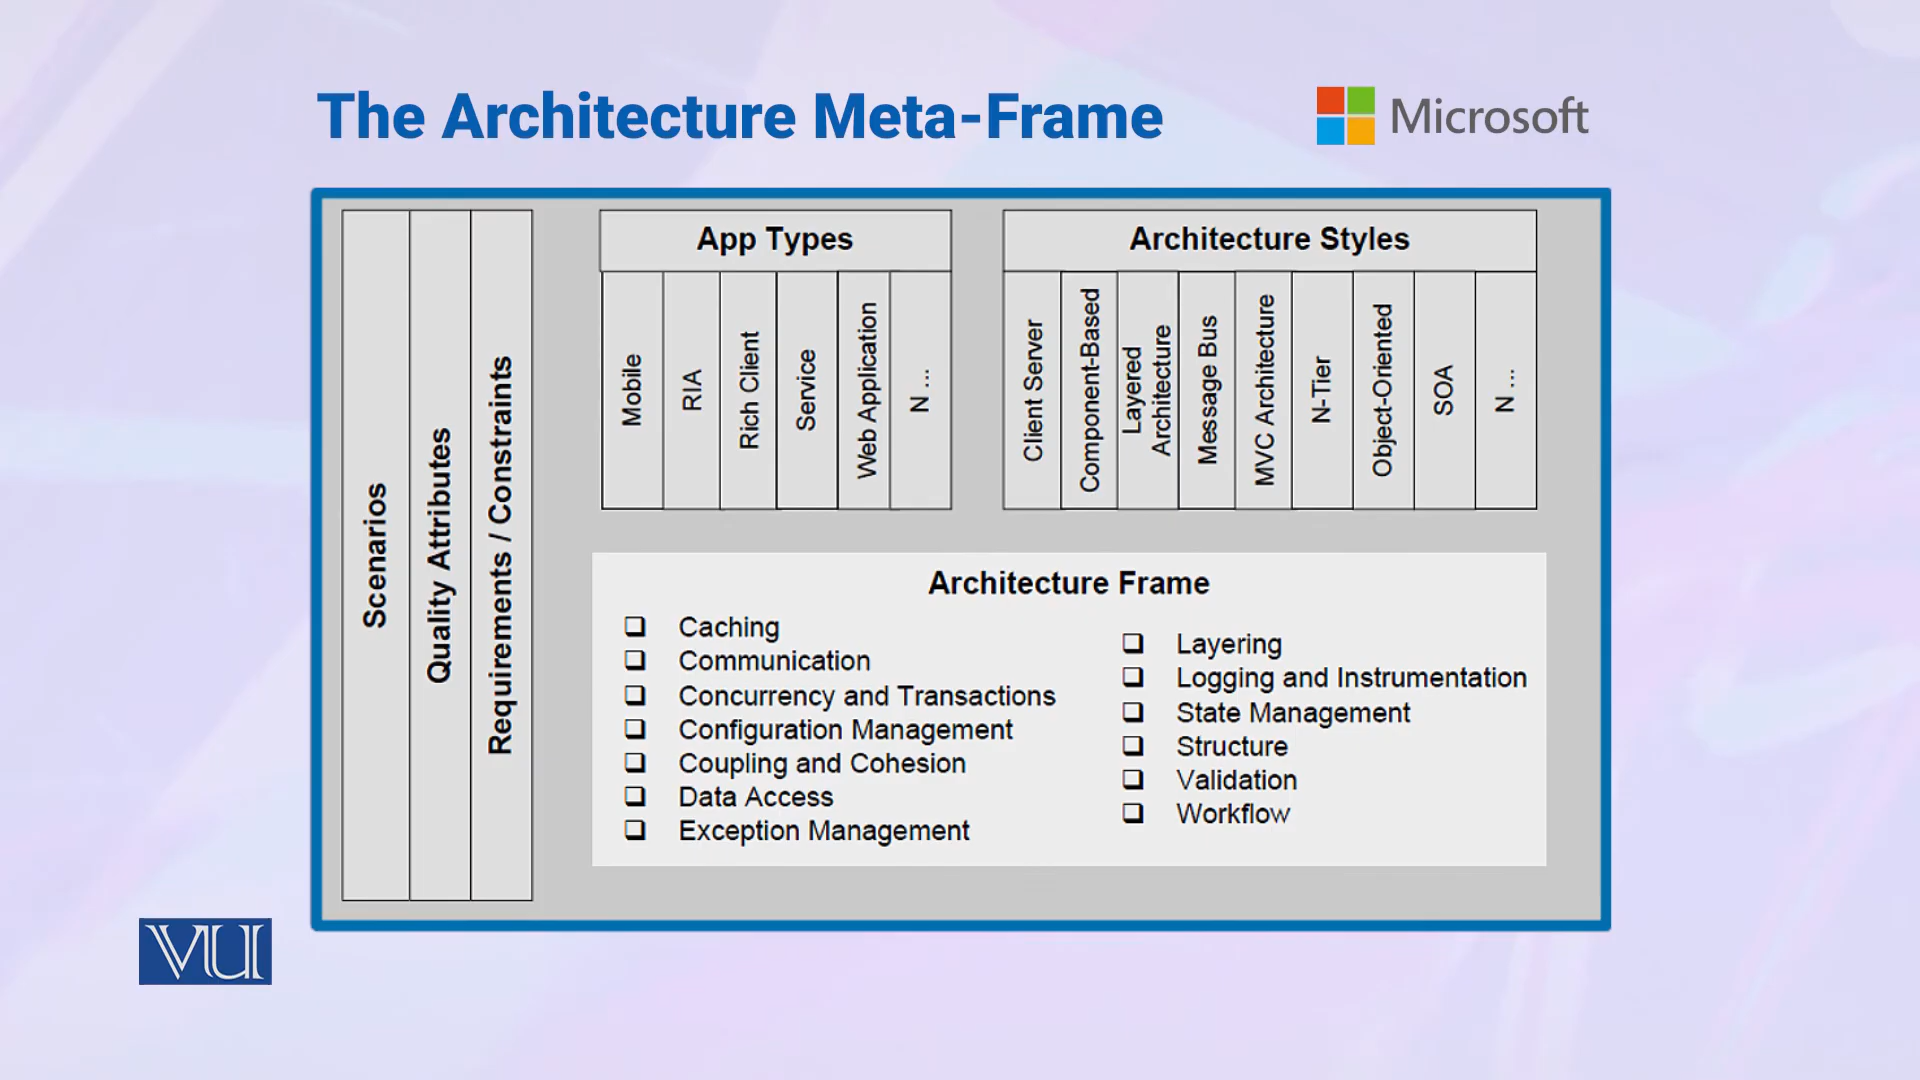 The Architecture Meta-Frame
Microsoft
Scenarios
Quality Attributes
Requirements / Constraints
App Types
Mobile
RIA
Rich Client
Service
Web Application
N ...
Architecture Styles
Client Server
Component-Based
Layered
Architecture
Message Bus
MVC Architecture
N-Tier
Object-Oriented
SOA
N ...
Architecture Frame
❑ Caching
❑ Communication
❑ Concurrency and Transactions
❑ Configuration Management
❑ Coupling and Cohesion
❑ Data Access
❑ Exception Management
❑ Layering
❑ Logging and Instrumentation
❑ State Management
❑ Structure
❑ Validation
❑ Workflow
VU